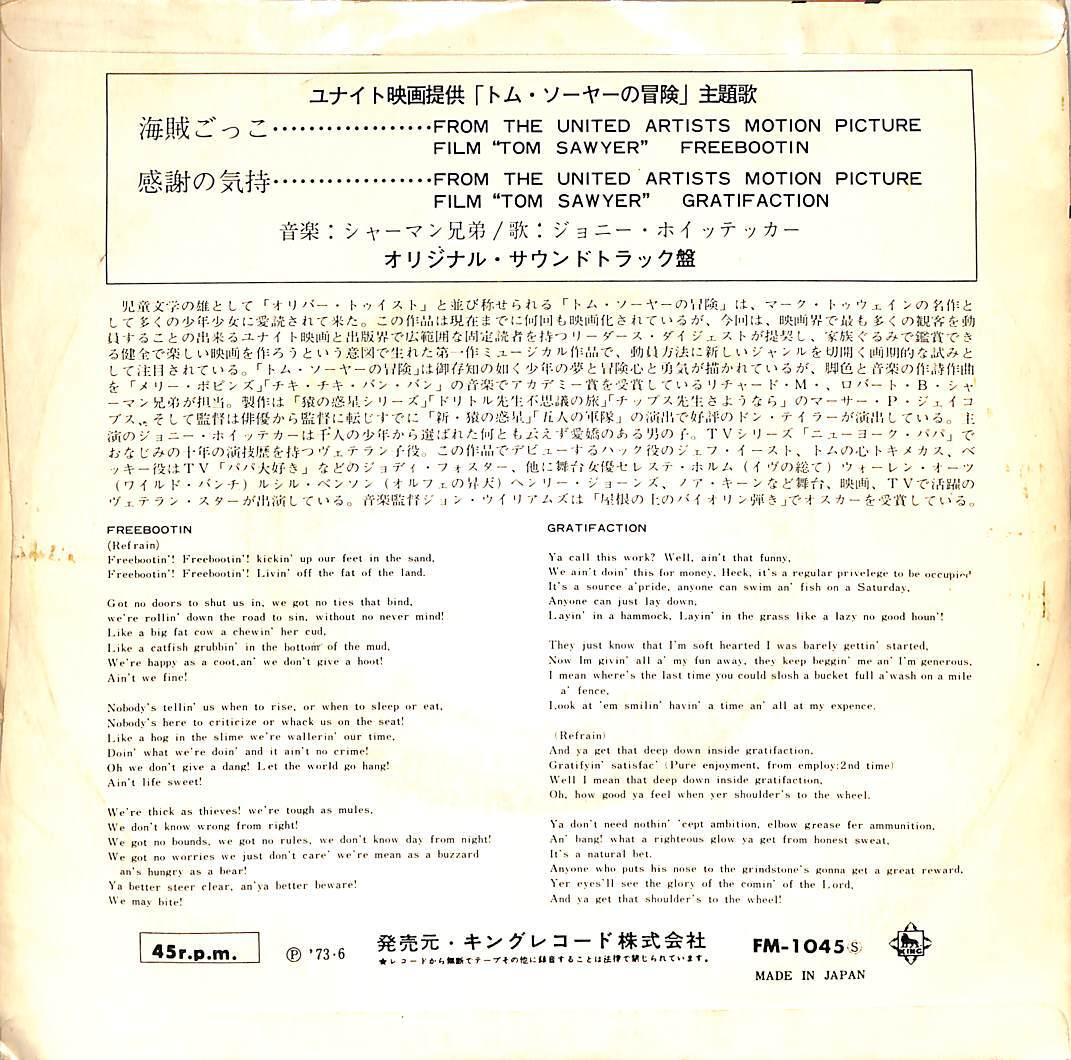 ユナイト映画提供「トム・ソーヤーの冒険」主題歌
海賊ごっこ··················FROM THE UNITED ARTISTS MOTION PICTURE
FILM “TOM SAWYER” FREEBOOTIN
感謝の気持··················FROM THE UNITED ARTISTS MOTION PICTURE
FILM “TOM SAWYER” GRATIFACTION
音楽：シャーマン兄弟/歌：ジョニー・ホイッテッカー
オリジナル・サウンドトラック盤
児童文学の雄として「オリバー・トゥイスト」と並び称せられる「トム・ソーヤーの冒険」は、マーク・トゥウェインの名作と
して多くの少年少女に愛読されて来た。この作品は現在までに何回も映画化されているが、今回は、映画界で最も多くの観客を動
員することの出来るユナイト映画と出版界で広範囲な固定読者を持つリーダース・ダイジェストが提契し、家族ぐるみで鑑賞でき
る健全で楽しい映画を作ろうという意図で生れた第一作ミュージカル作品で、動員方法に新しいジャンルを切開く画期的な試みと
して注目されている。「トム・ソーヤーの冒険」は御存知の如く少年の夢と冒険心と勇気が描かれているが、脚色と音楽の作詩作曲
を「メリー・ポピンズ」「チキ・チキ・バン・バン」の音楽でアカデミー賞を受賞しているリチャード・M・、ロバート・B・シャ
ーマン兄弟が担当。製作は「猿の惑星シリーズ」「ドリトル先生不思議の旅」「チップス先生さようなら」のマーサー・P・ジェイコ
ブス、そして監督は俳優から監督に転じすでに「新・猿の惑星」「五人の軍隊」の演出で好評のドン・テイラーが演出している。主
演のジョニー・ホイッテカーは千人の少年から選ばれた何とも云えず愛嬌のある男の子。TVシリーズ「ニューヨーク・パパ」で
おなじみの十年の演技歴を持つヴェテラン子役。この作品でデビューするハック役のジェフ・イースト、トムの心トキメカス、ベ
ッキー役はTV「パパ大好き」などのジョディ・フォスター、他に舞台女優セレステ・ホルム（イヴの総て）ウォーレン・オーツ
（ワイルド・バンチ）ルシル・ベンソン（オルフェの昇天）ヘンリー・ジョーンズ、ノア・キーンなど舞台、映画、TVで活躍の
ヴェテラン・スターが出演している。音楽監督ジョン・ウイリアムズは「屋根の上のバイオリン弾き」でオスカーを受賞している。
FREEBOOTIN
(Refrain)
Freebootin'! Freebootin'! kickin' up our feet in the sand,
Freebootin'! Freebootin'! Livin' off the fat of the land.
Got no doors to shut us in, we got no ties that bind,
we're rollin' down the road to sin, without no never mind!
Like a big fat cow a chewin' her cud,
Like a catfish grubbin' in the bottom of the mud,
We're happy as a coot,an' we don't give a hoot!
Ain't we fine!
Nobody's tellin' us when to rise, or when to sleep or eat,
Nobody's here to criticize or whack us on the seat!
Like a hog in the slime we're wallerin' our time,
Doin' what we're doin' and it ain't no crime!
Oh we don't give a dang! Let the world go hang!
Ain't life sweet!
We're thick as thieves! we're tough as mules,
We don't know wrong from right!
We got no bounds, we got no rules, we don't know day from night!
We got no worries we just don't care' we're mean as a buzzard
an's hungry as a bear!
Ya better steer clear, an'ya better beware!
We may bite!
GRATIFACTION
Ya call this work? Well, ain't that funny,
We ain't doin' this for money, Heck, it's a regular privelege to be occupied
It's a source a'pride, anyone can swim an' fish on a Saturday,
Anyone can just lay down,
Layin' in a hammock, Layin' in the grass like a lazy no good houn'!
They just know that I'm soft hearted I was barely gettin' started,
Now Im givin' all a' my fun away, they keep beggin' me an' I'm generous,
I mean where's the last time you could slosh a bucket full a'wash on a mile
a' fence,
Look at 'em smilin' havin' a time an' all at my expence.
(Refrain)
And ya get that deep down inside gratifaction,
Gratifyin' satisfac' (Pure enjoyment, from employ:2nd time)
Well I mean that deep down inside gratifaction,
Oh, how good ya feel when yer shoulder's to the wheel.
Ya don't need nothin' 'cept ambition, elbow grease fer ammunition,
An' bang! what a righteous glow ya get from honest sweat,
It's a natural bet.
Anyone who puts his nose to the grindstone's gonna get a great reward,
Yer eyes'll see the glory of the comin' of the Lord,
And ya get that shoulder's to the wheel!
45r.p.m.
Ⓟ '73·6
発売元・キングレコード株式会社
★レコードから無断でテープその他に録音することは法律で禁じられています。
FM-1045Ⓢ
KING
MADE IN JAPAN